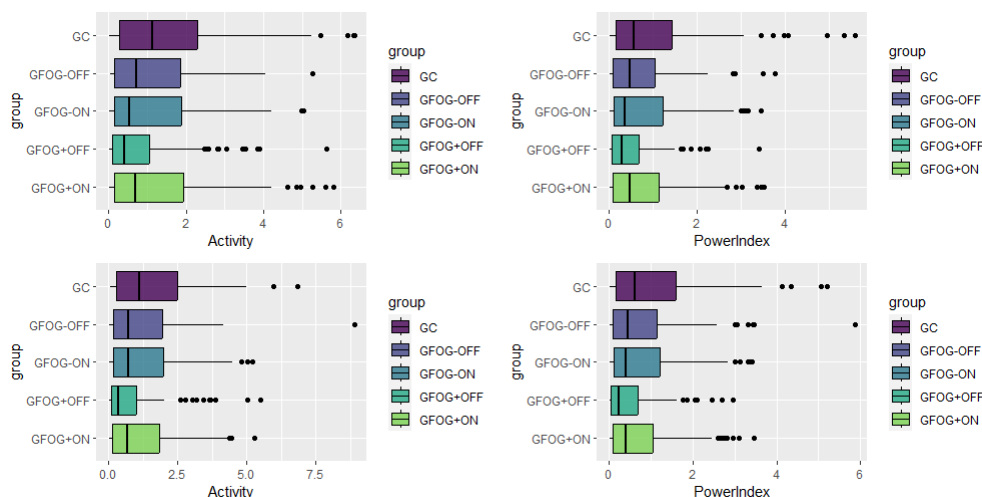 GC
GFOG-OFF
GFOG-ON
GFOG+OFF
GFOG+ON
group
0
2
4
6
Activity
group
GC
GFOG-OFF
GFOG-ON
GFOG+OFF
GFOG+ON
GC
GFOG-OFF
GFOG-ON
GFOG+OFF
GFOG+ON
group
0
2
4
PowerIndex
group
GC
GFOG-OFF
GFOG-ON
GFOG+OFF
GFOG+ON
GC
GFOG-OFF
GFOG-ON
GFOG+OFF
GFOG+ON
group
0.0
2.5
5.0
7.5
Activity
group
GC
GFOG-OFF
GFOG-ON
GFOG+OFF
GFOG+ON
GC
GFOG-OFF
GFOG-ON
GFOG+OFF
GFOG+ON
group
0
2
4
6
PowerIndex
group
GC
GFOG-OFF
GFOG-ON
GFOG+OFF
GFOG+ON